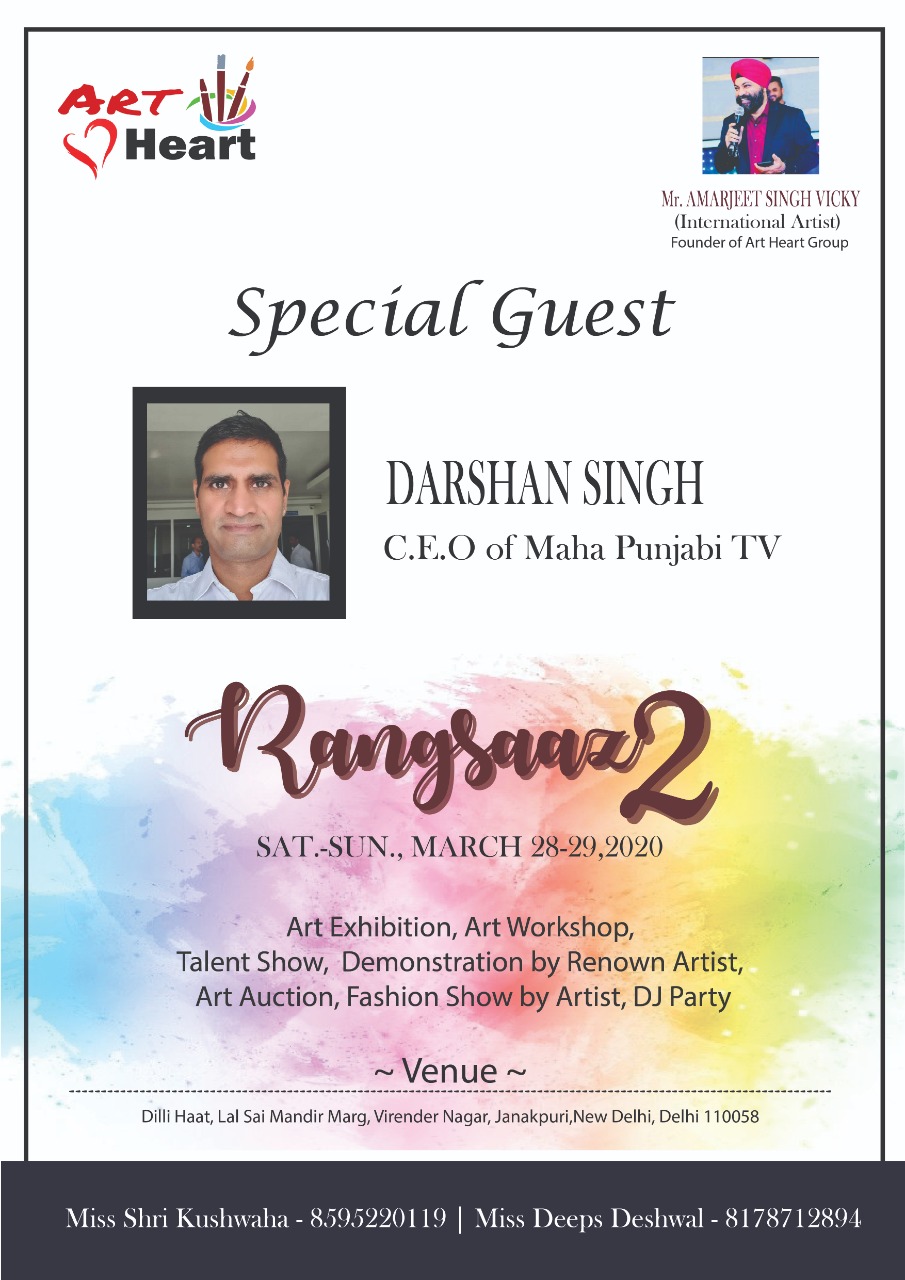 ART
Heart
Mr. AMARJEET SINGH VICKY
(International Artist)
Founder of Art Heart Group
Special Guest
DARSHAN SINGH
C.E.O of Maha Punjabi TV
Rangsaaz 2
SAT.-SUN., MARCH 28-29,2020
Art Exhibition, Art Workshop,
Talent Show, Demonstration by Renown Artist,
Art Auction, Fashion Show by Artist, DJ Party
~ Venue ~
Dilli Haat, Lal Sai Mandir Marg, Virender Nagar, Janakpuri,New Delhi, Delhi 110058
Miss Shri Kushwaha - 8595220119 | Miss Deeps Deshwal - 8178712894